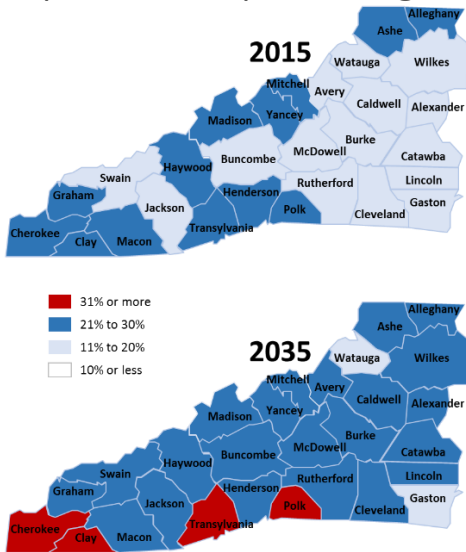 2015
Alleghany
Ashe
Watauga
Wilkes
Mitchell
Avery
Madison
Yancey
Caldwell
Alexander
Burke
Buncombe
McDowell
Haywood
Catawba
Swain
Lincoln
Rutherford
Henderson
Graham
Jackson
Gaston
Polk
Cleveland
Transylvania
Cherokee
Clay
Macon
31% or more
21% to 30%
11% to 20%
10% or less
2035
Alleghany
Ashe
Watauga
Wilkes
Mitchell
Avery
Madison
Yancey
Caldwell
Alexander
Burke
Buncombe
McDowell
Haywood
Catawba
Swain
Lincoln
Rutherford
Henderson
Graham
Jackson
Gaston
Polk
Cleveland
Transylvania
Cherokee
Clay
Macon